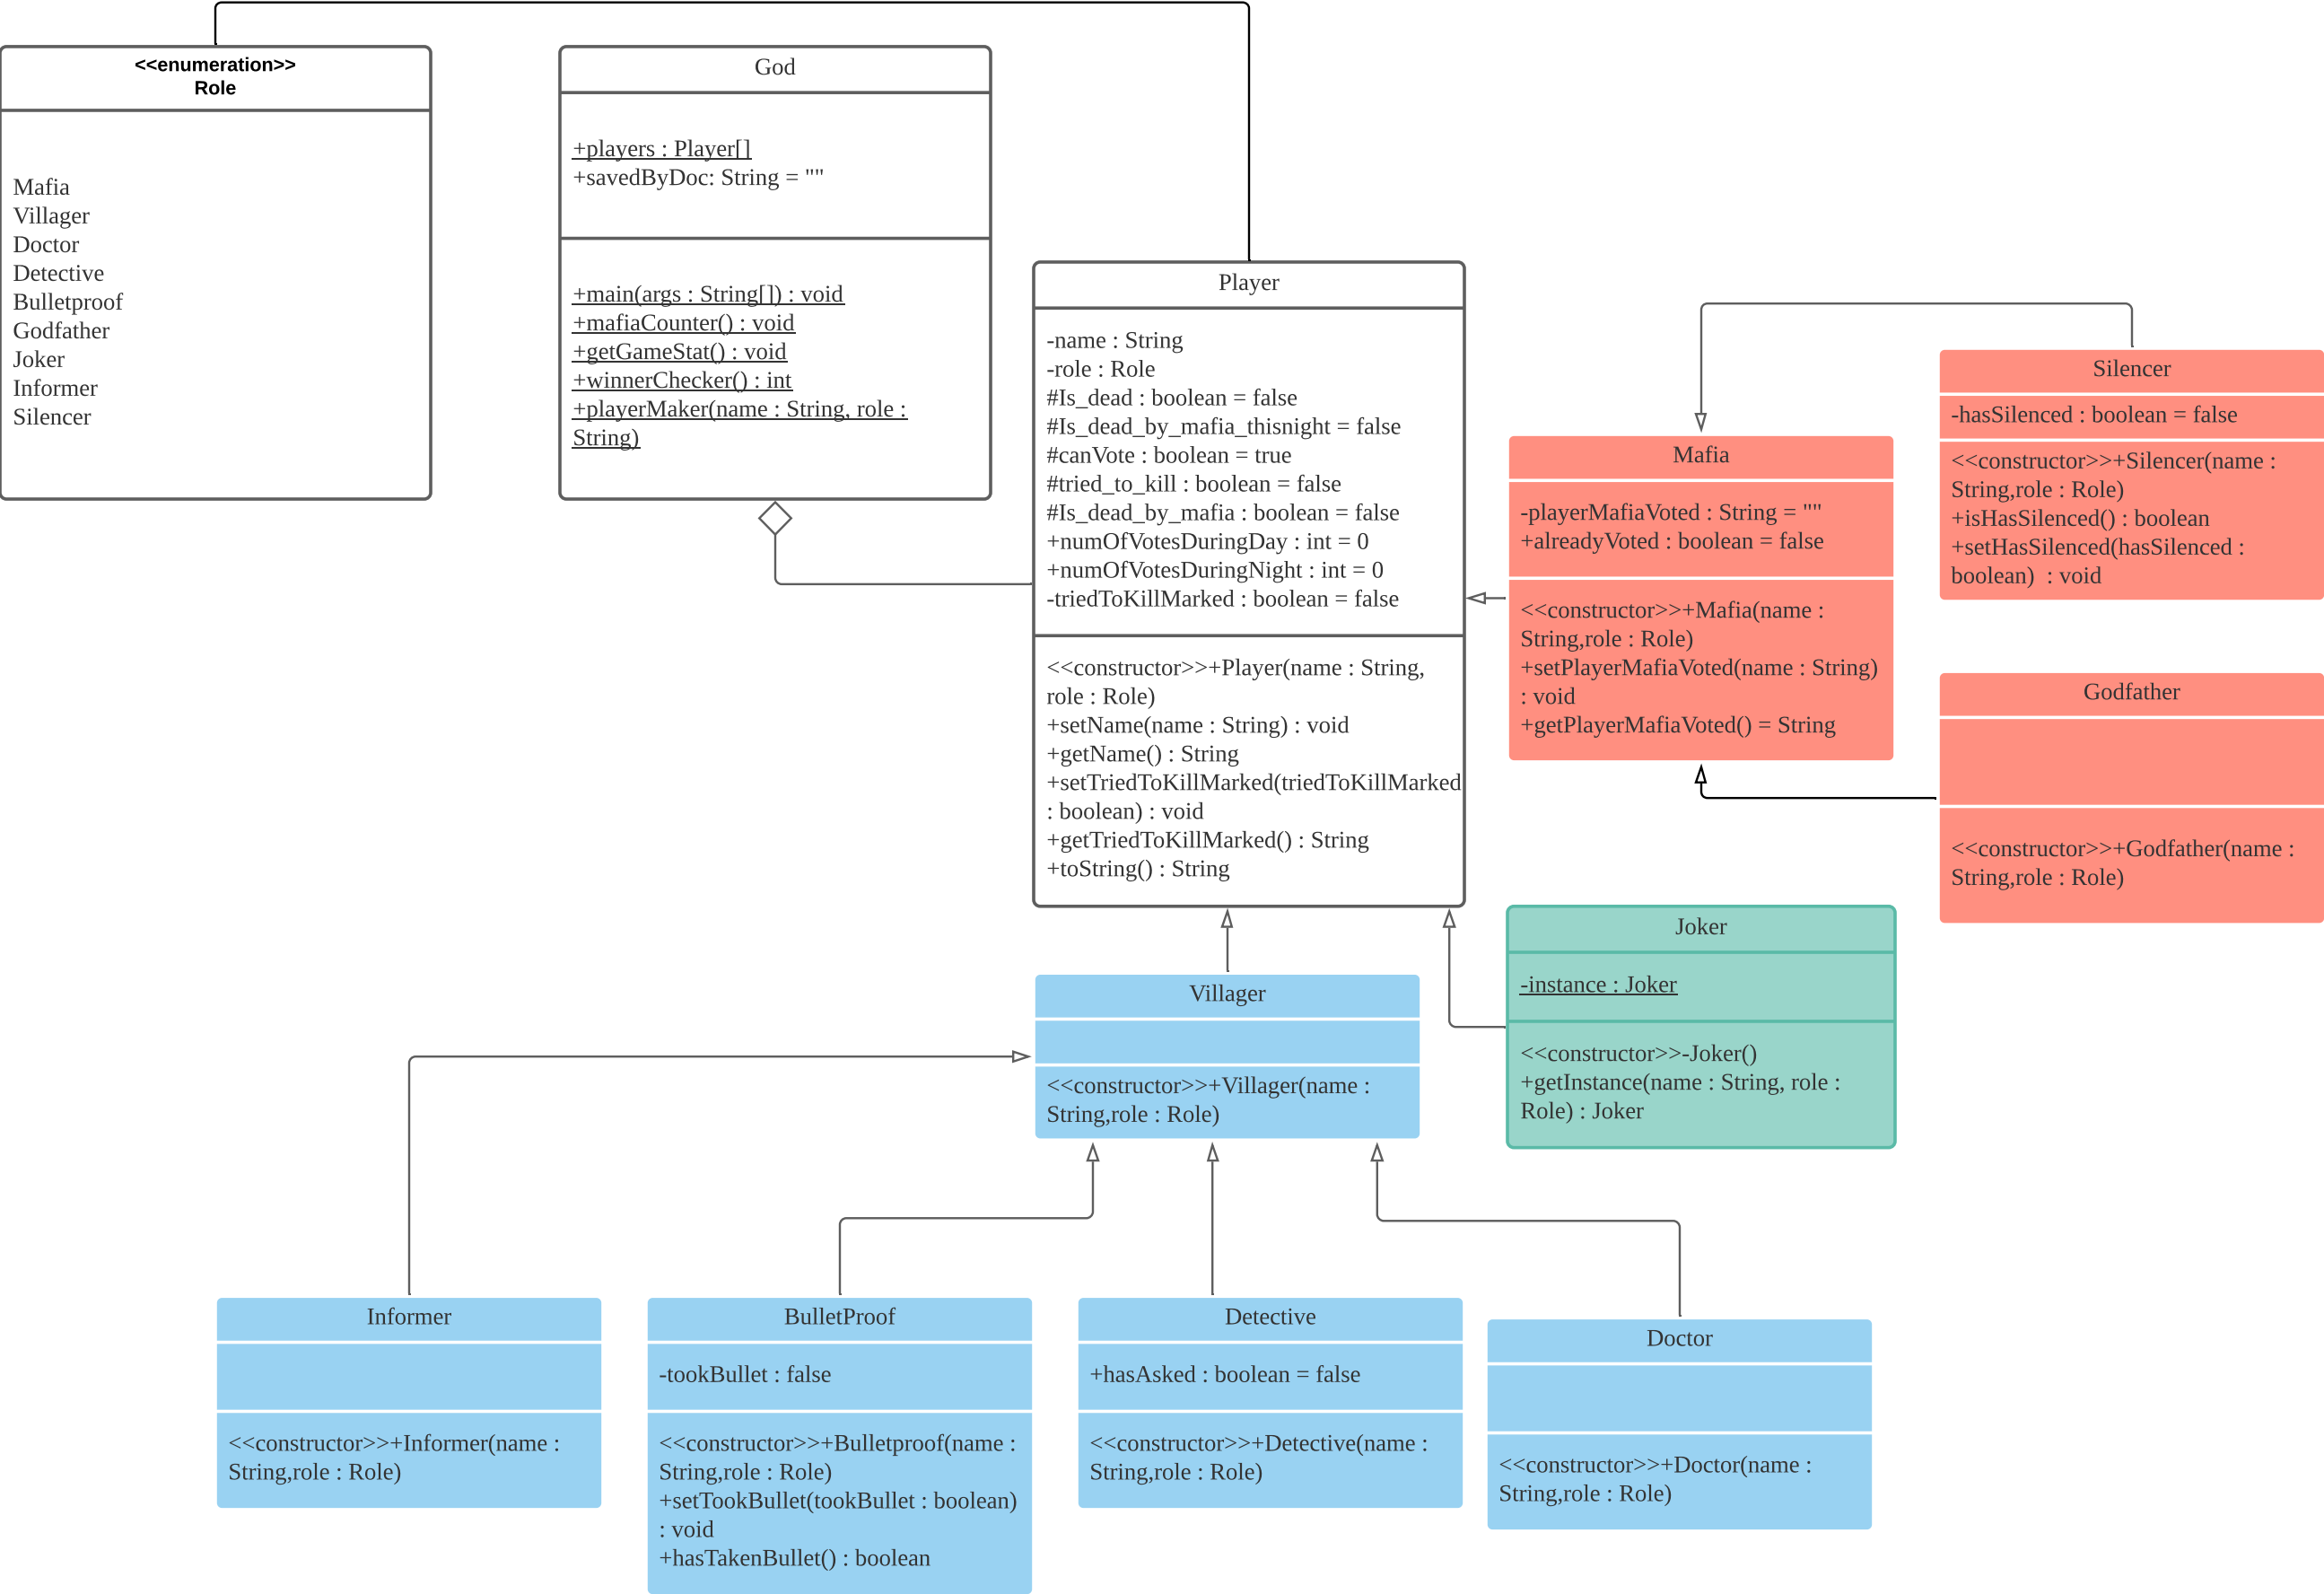 <<enumeration>>
Role
Mafia
Villager
Doctor
Detective
Bulletproof
Godfather
Joker
Informer
Silencer
God
+players : Player[]
+savedByDoc: String = ""
+main(args : String[]) : void
+mafiaCounter() : void
+getGameStat() : void
+winnerChecker() : int
+playerMaker(name : String, role :
String)
Player
-name : String
-role : Role
#Is_dead : boolean = false
#Is_dead_by_mafia_thisnight = false
#canVote : boolean = true
#tried_to_kill : boolean = false
#Is_dead_by_mafia : boolean = false
+numOfVotesDuringDay : int = 0
+numOfVotesDuringNight : int = 0
-triedToKillMarked : boolean = false
<<constructor>>+Player(name : String,
role : Role)
+setName(name : String) : void
+getName() : String
+setTriedToKillMarked(triedToKillMarked
: boolean) : void
+getTriedToKillMarked() : String
+toString() : String
Mafia
-playerMafiaVoted : String = ""
+alreadyVoted : boolean = false
<<constructor>>+Mafia(name :
String,role : Role)
+setPlayerMafiaVoted(name : String)
: void
+getPlayerMafiaVoted() = String
Silencer
-hasSilenced : boolean = false
<<constructor>>+Silencer(name :
String,role : Role)
+isHasSilenced() : boolean
+setHasSilenced(hasSilenced :
boolean)  : void
Godfather
<<constructor>>+Godfather(name :
String,role : Role)
Joker
-instance : Joker
<<constructor>>-Joker()
+getInstance(name : String, role :
Role) : Joker
Villager
<<constructor>>+Villager(name :
String,role : Role)
Informer
<<constructor>>+Informer(name :
String,role : Role)
BulletProof
-tookBullet : false
<<constructor>>+Bulletproof(name :
String,role : Role)
+setTookBullet(tookBullet : boolean)
: void
+hasTakenBullet() : boolean
Detective
+hasAsked : boolean = false
<<constructor>>+Detective(name :
String,role : Role)
Doctor
<<constructor>>+Doctor(name :
String,role : Role)